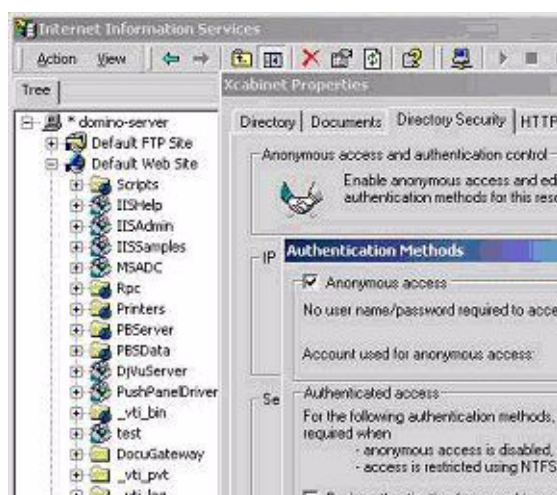 Internet Information Services
Action View
Tree
* domino-server
Default FTP Site
Default Web Site
Scripts
IISHelp
IISAdmin
IISSamples
MSADC
Rpc
Printers
PBServer
PBSData
DjVuServer
PushPanelDriver
_vti_bin
test
DocuGateway
_vti_pvt
_vti_log
Xcabinet Properties
Directory Documents Directory Security HTTP
Anonymous access and authentication control
Enable anonymous access and ed
authentication methods for this reso
IP
Authentication Methods
Anonymous access
No user name/password required to acce
Account used for anonymous access:
Se
Authenticated access
For the following authentication methods,
required when
- anonymous access is disabled,
- access is restricted using NTFS